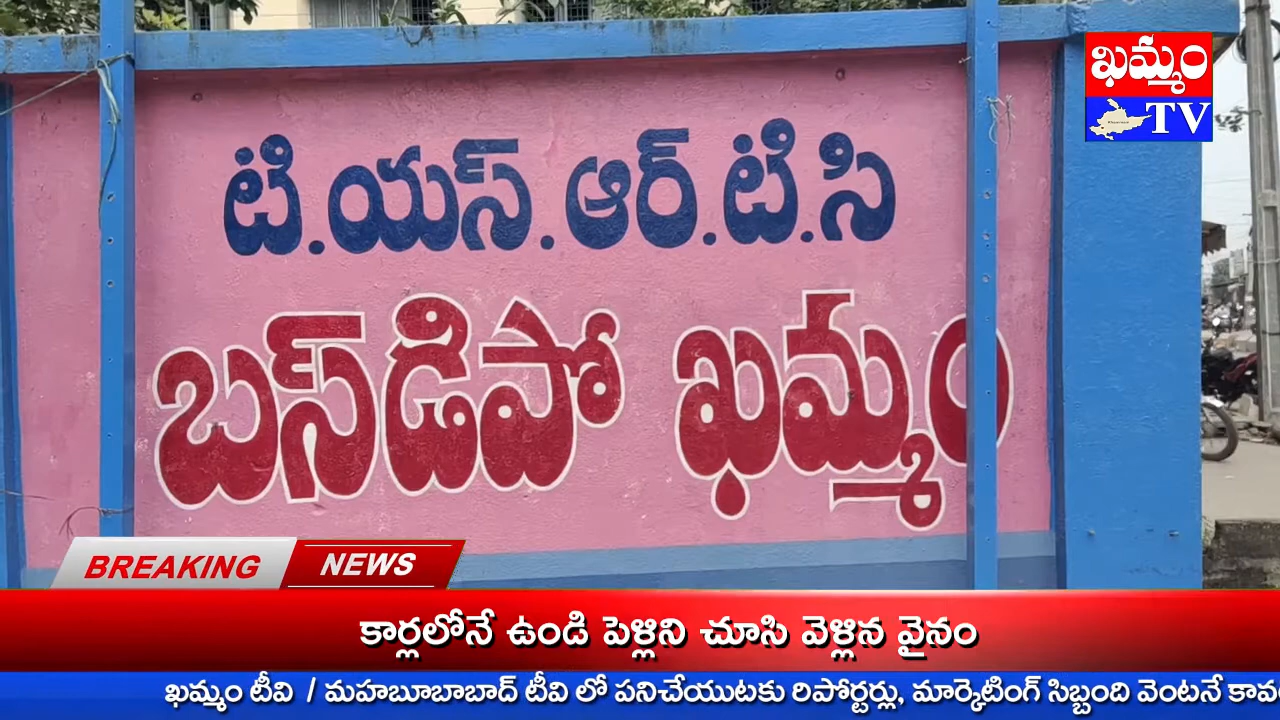 ఖమ్మం
TV
టి.యస్.ఆర్.టి.సి
బస్‌డిపో ఖమ్మం
BREAKING NEWS
కార్లలోనే ఉండి పెళ్లిని చూసి వెళ్లిన వైనం
ఖమ్మం టీవి / మహబూబాబాద్ టీవి లో పనిచేయుటకు రిపోర్టర్లు, మార్కెటింగ్ సిబ్బంది వెంటనే